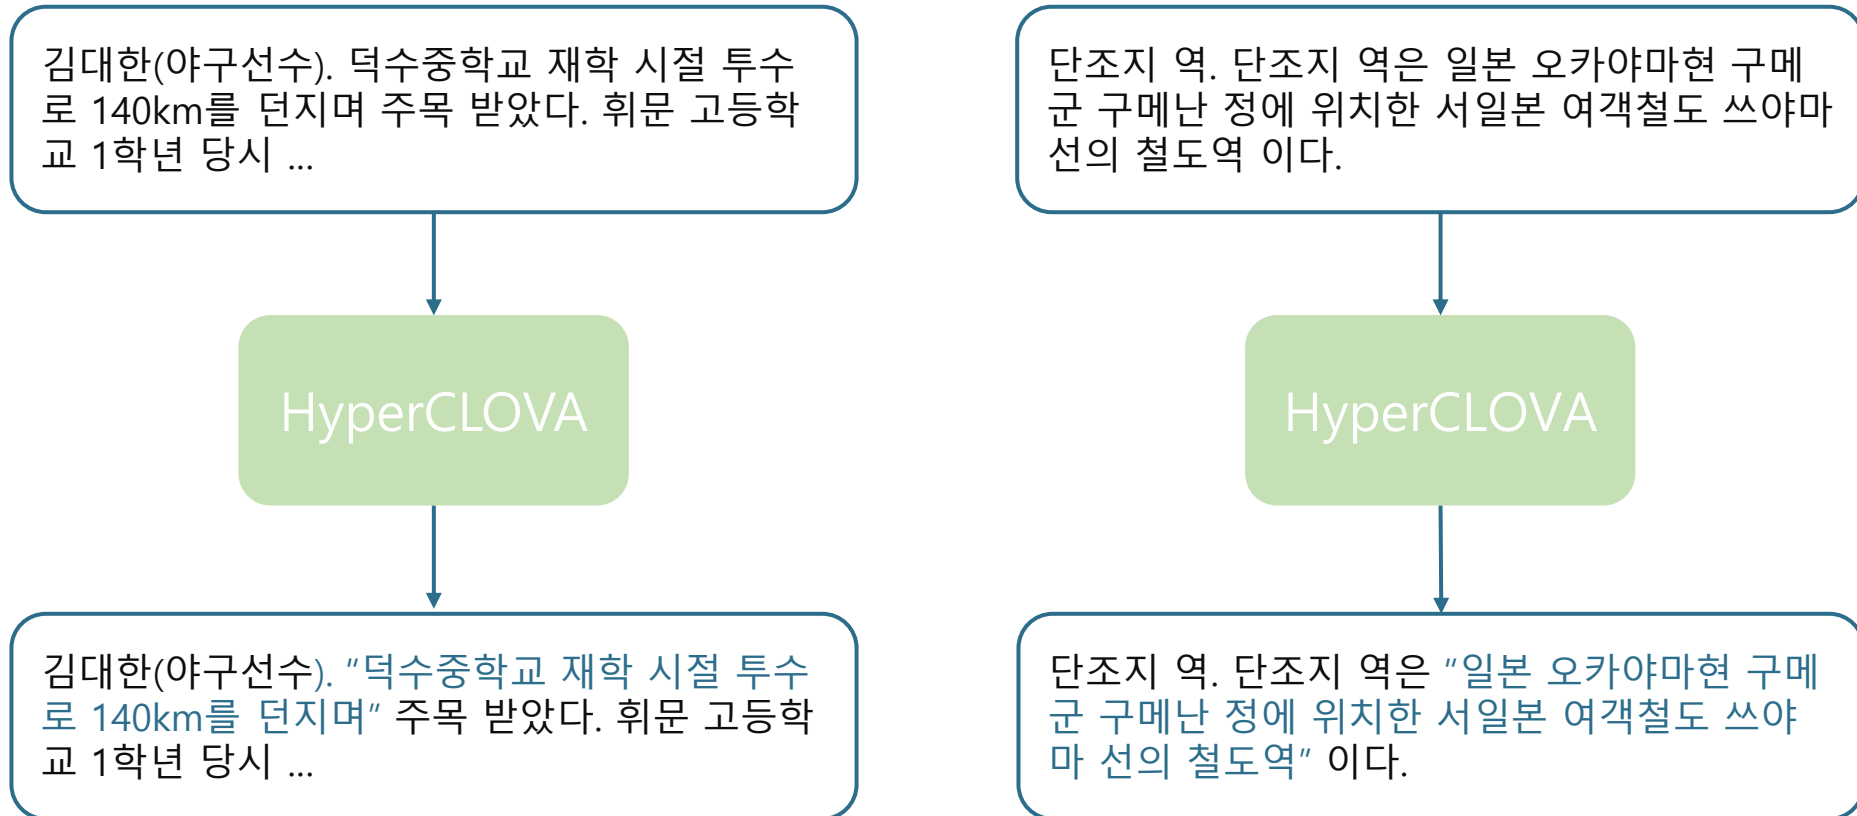 김대한(야구선수). 덕수중학교 재학 시절 투수
로 140km를 던지며 주목 받았다. 휘문 고등학
교 1학년 당시 ...
HyperCLOVA
김대한(야구선수). "덕수중학교 재학 시절 투수
로 140km를 던지며" 주목 받았다. 휘문 고등학
교 1학년 당시 ...
단조지 역. 단조지 역은 일본 오카야마현 구메
군 구메난 정에 위치한 서일본 여객철도 쓰야마
선의 철도역 이다.
HyperCLOVA
단조지 역. 단조지 역은 "일본 오카야마현 구메
군 구메난 정에 위치한 서일본 여객철도 쓰야
마 선의 철도역" 이다.